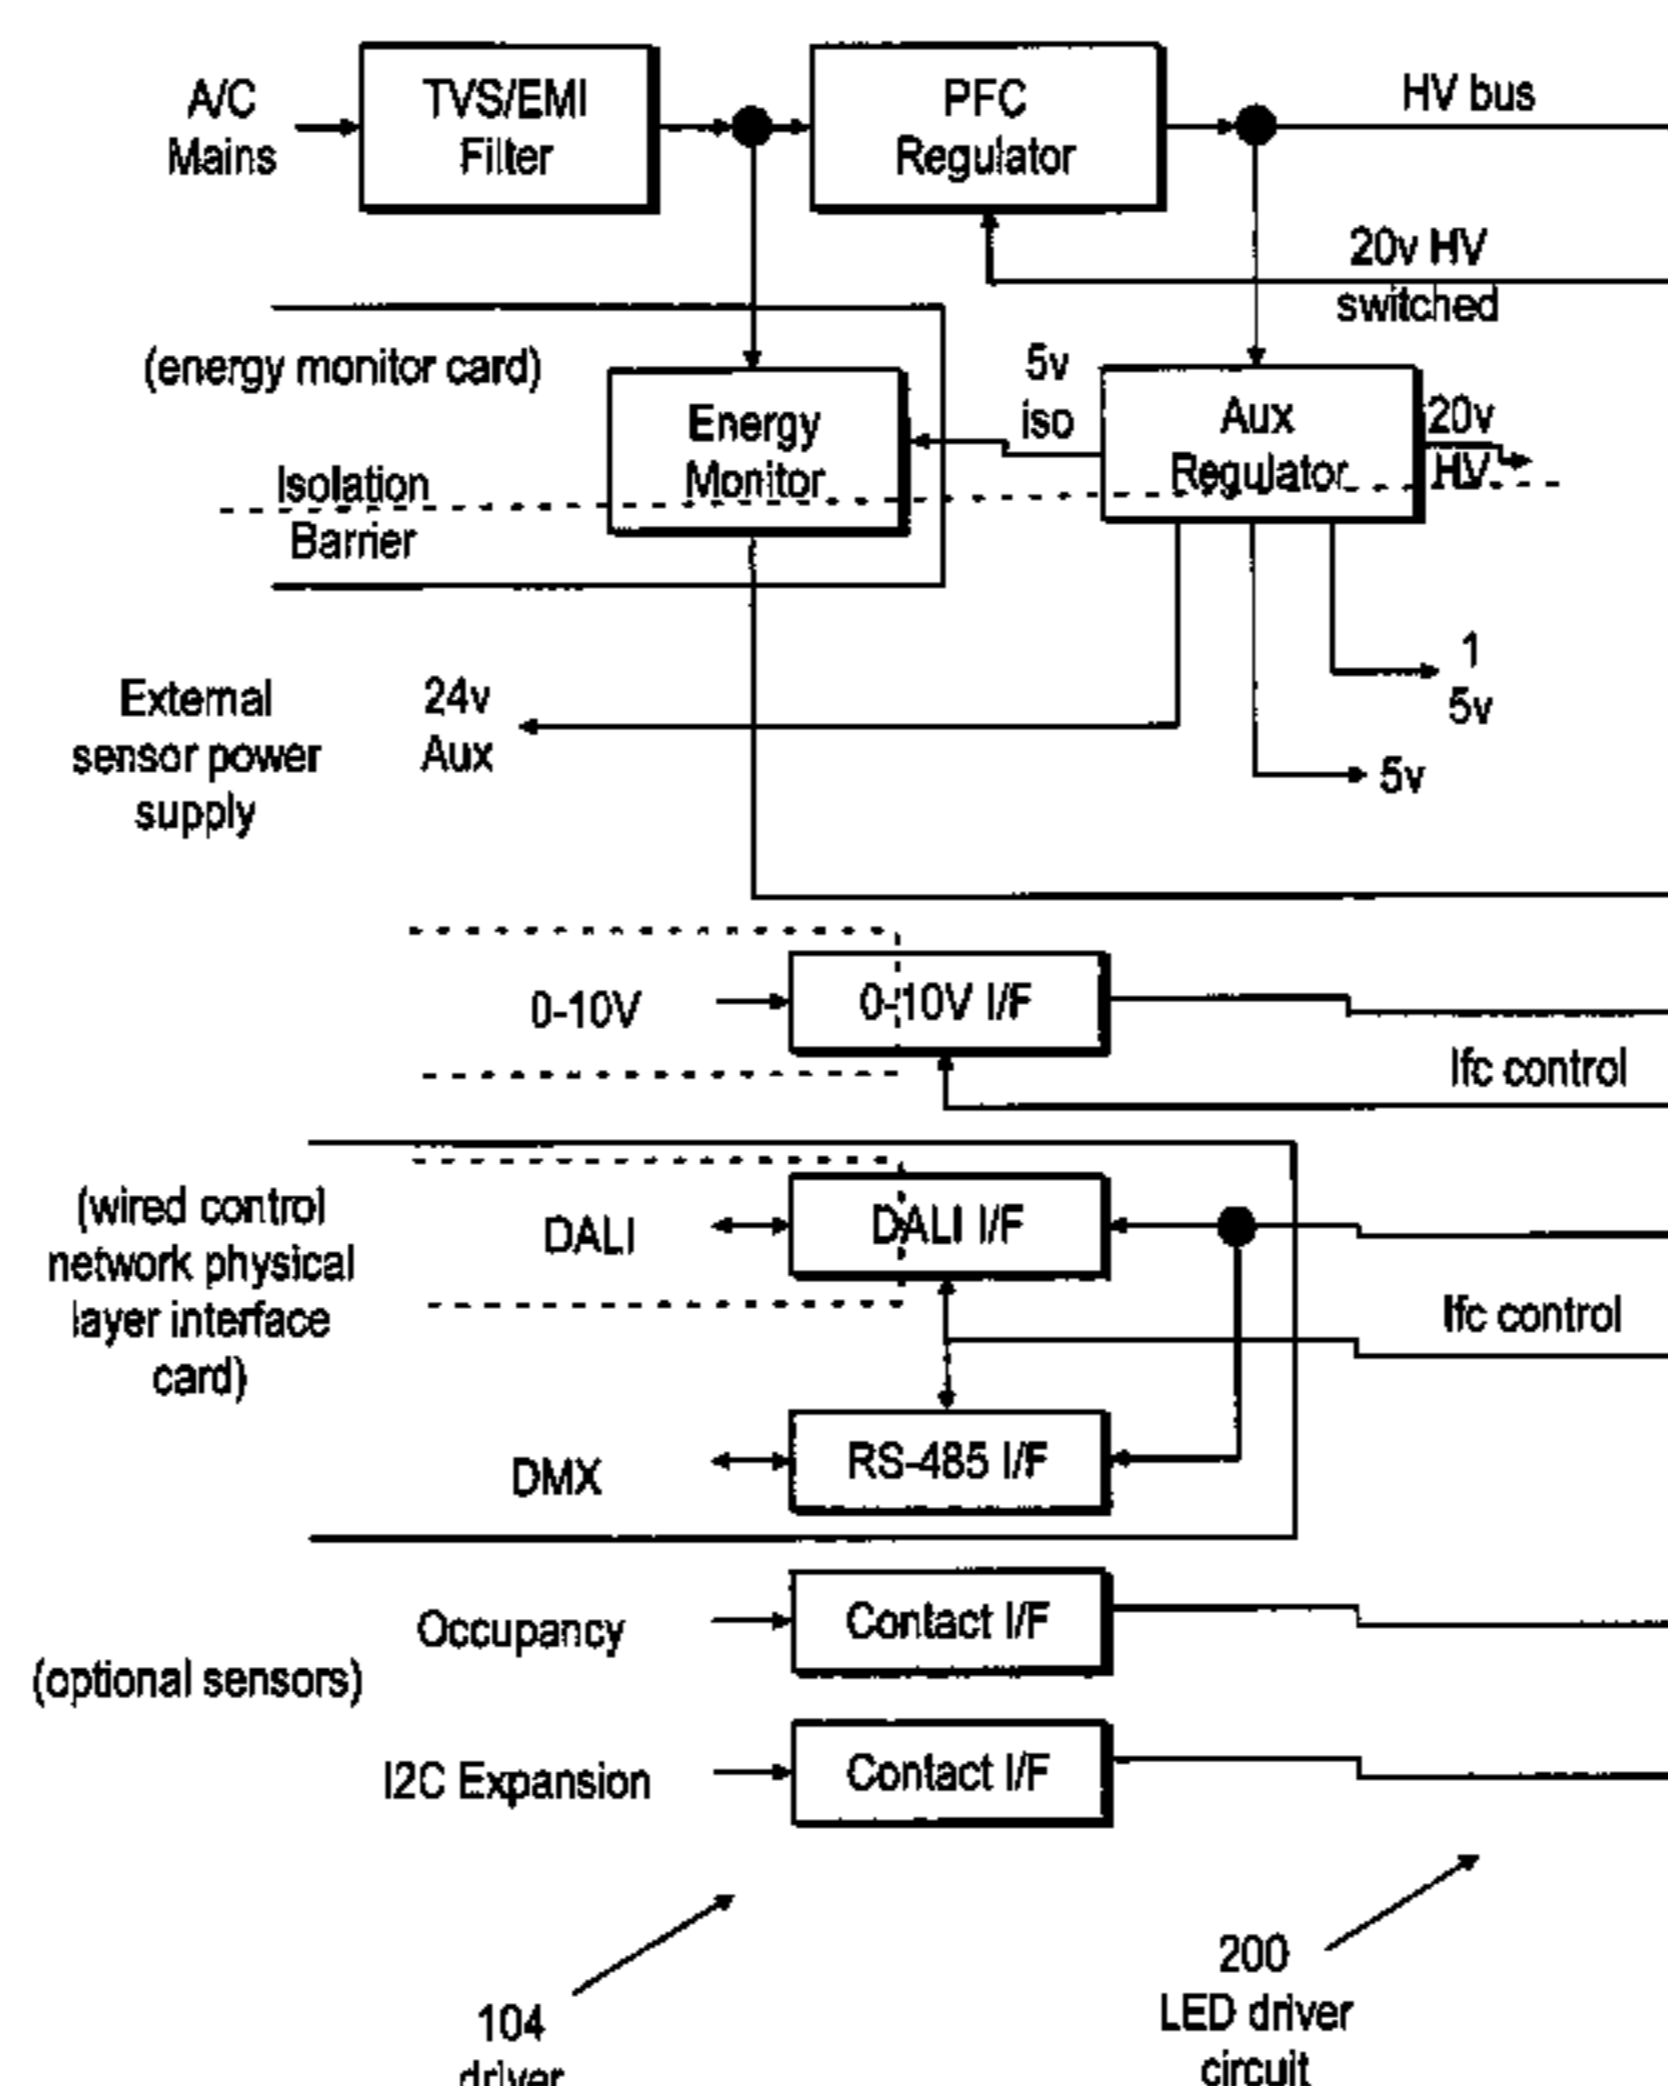 A/C
Mains
TVS/EMI
Filter
PFC
Regulator
HV bus
20v HV
switched
(energy monitor card)
5v
iso
Energy
Monitor
Aux
Regulator
20v
HV
Isolation
Barrier
External
sensor power
supply
24v
Aux
1
5v
5v
0-10V
0-10V I/F
Ifc control
(wired control
network physical
layer interface
card)
DALI
DALI I/F
Ifc control
DMX
RS-485 I/F
Occupancy
Contact I/F
(optional sensors)
I2C Expansion
Contact I/F
104
driver
200
LED driver
circuit